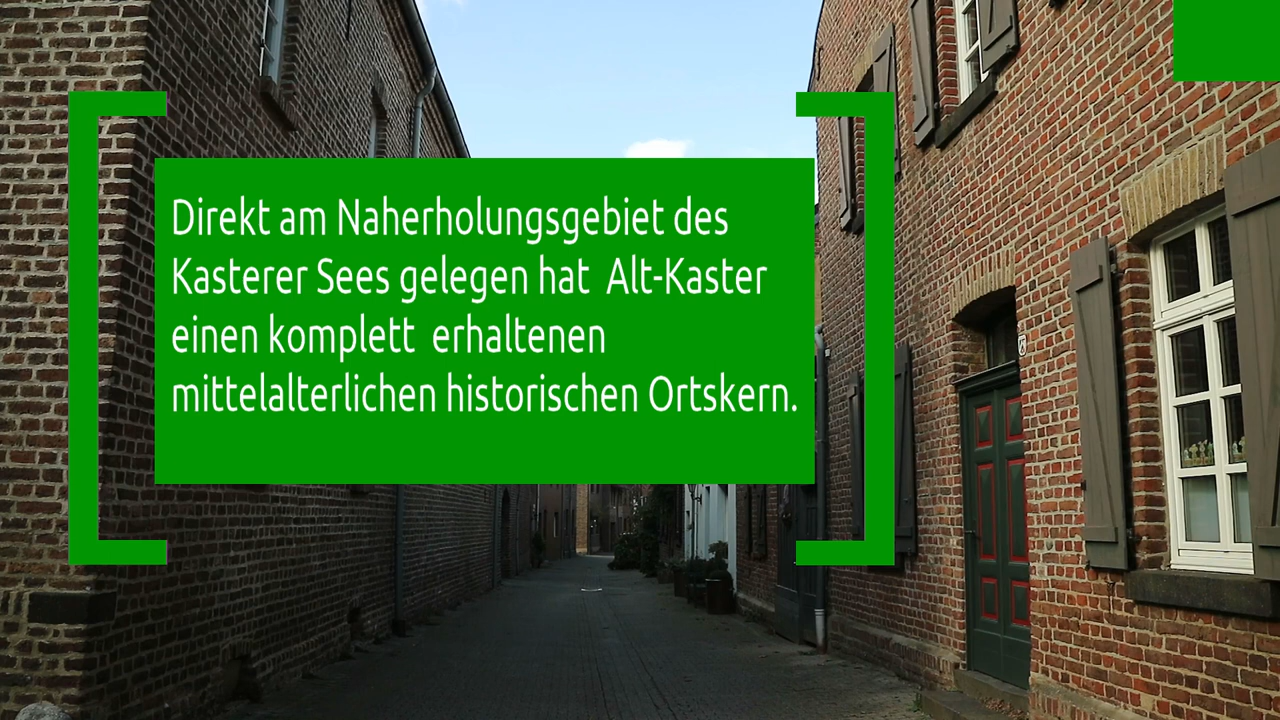 Direkt am Naherholungsgebiet des
Kasterer Sees gelegen hat  Alt-Kaster
einen komplett  erhaltenen
mittelalterlichen historischen Ortskern.